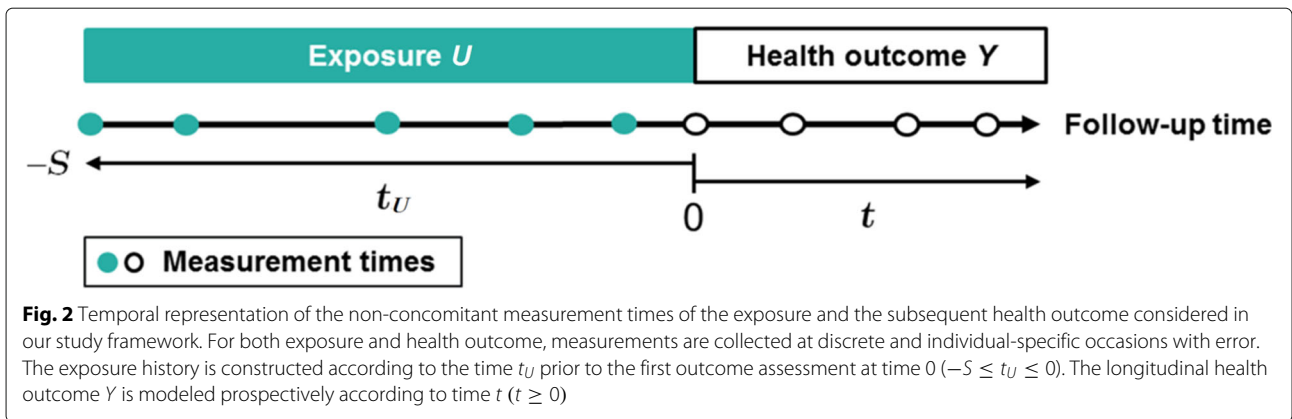 Exposure U Health outcome Y
Follow-up time
–S
t_U 0 t
Measurement times
Fig. 2 Temporal representation of the non-concomitant measurement times of the exposure and the subsequent health outcome considered in
our study framework. For both exposure and health outcome, measurements are collected at discrete and individual-specific occasions with error.
The exposure history is constructed according to the time t_U prior to the first outcome assessment at time 0 (−S ≤ t_U ≤ 0). The longitudinal health
outcome Y is modeled prospectively according to time t (t ≥ 0)